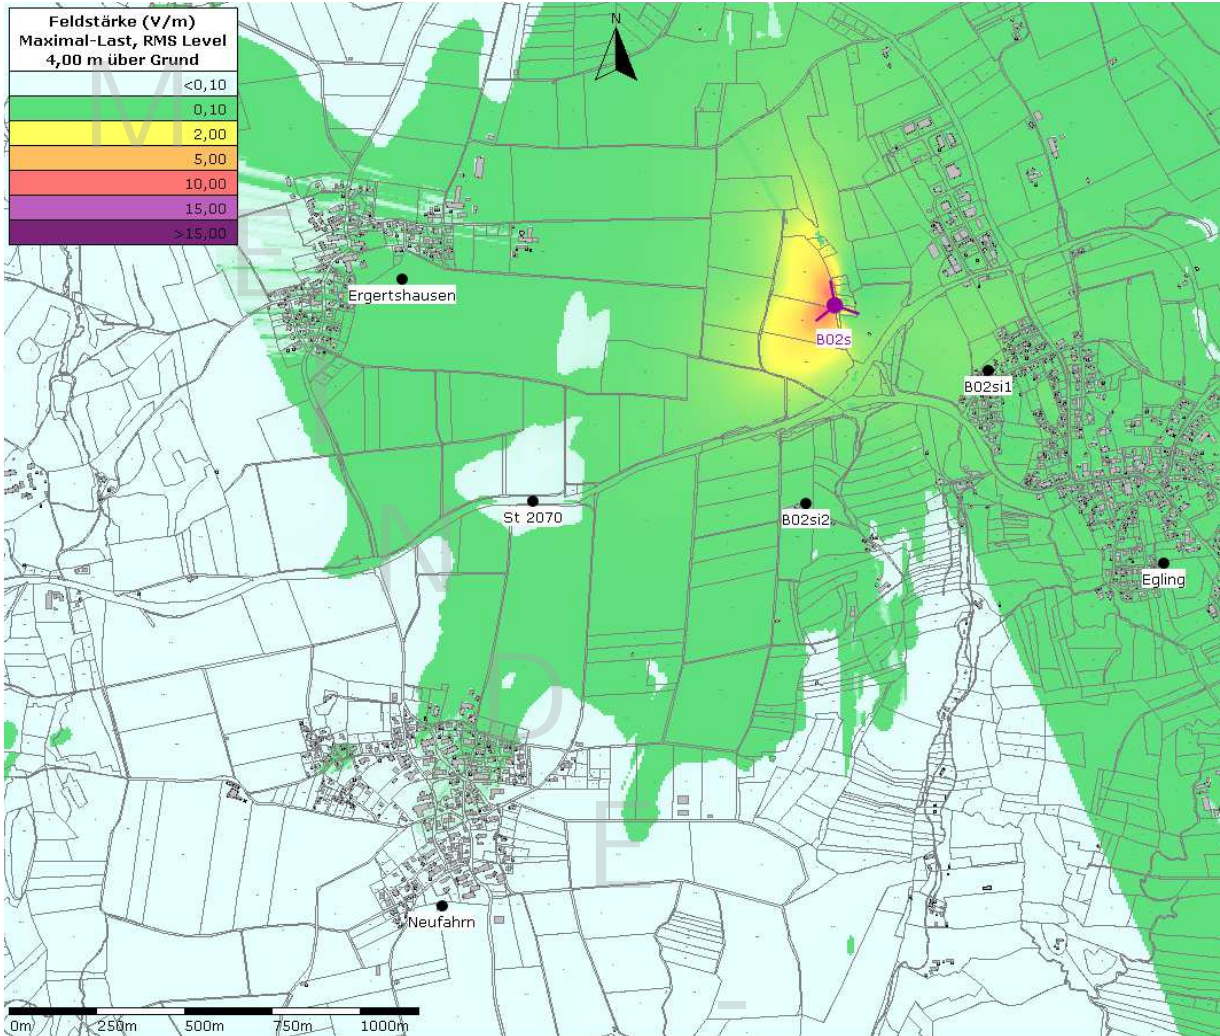 Feldstärke (V/m)
Maximal-Last, RMS Level
4,00 m über Grund
<0,10
0,10
2,00
5,00
10,00
15,00
>15,00
N
M
E
N
D
E
-
Ergertshausen
B02s
B02si1
St 2070
B02si2
Egling
Neufahrn
0m
250m
500m
750m
1000m